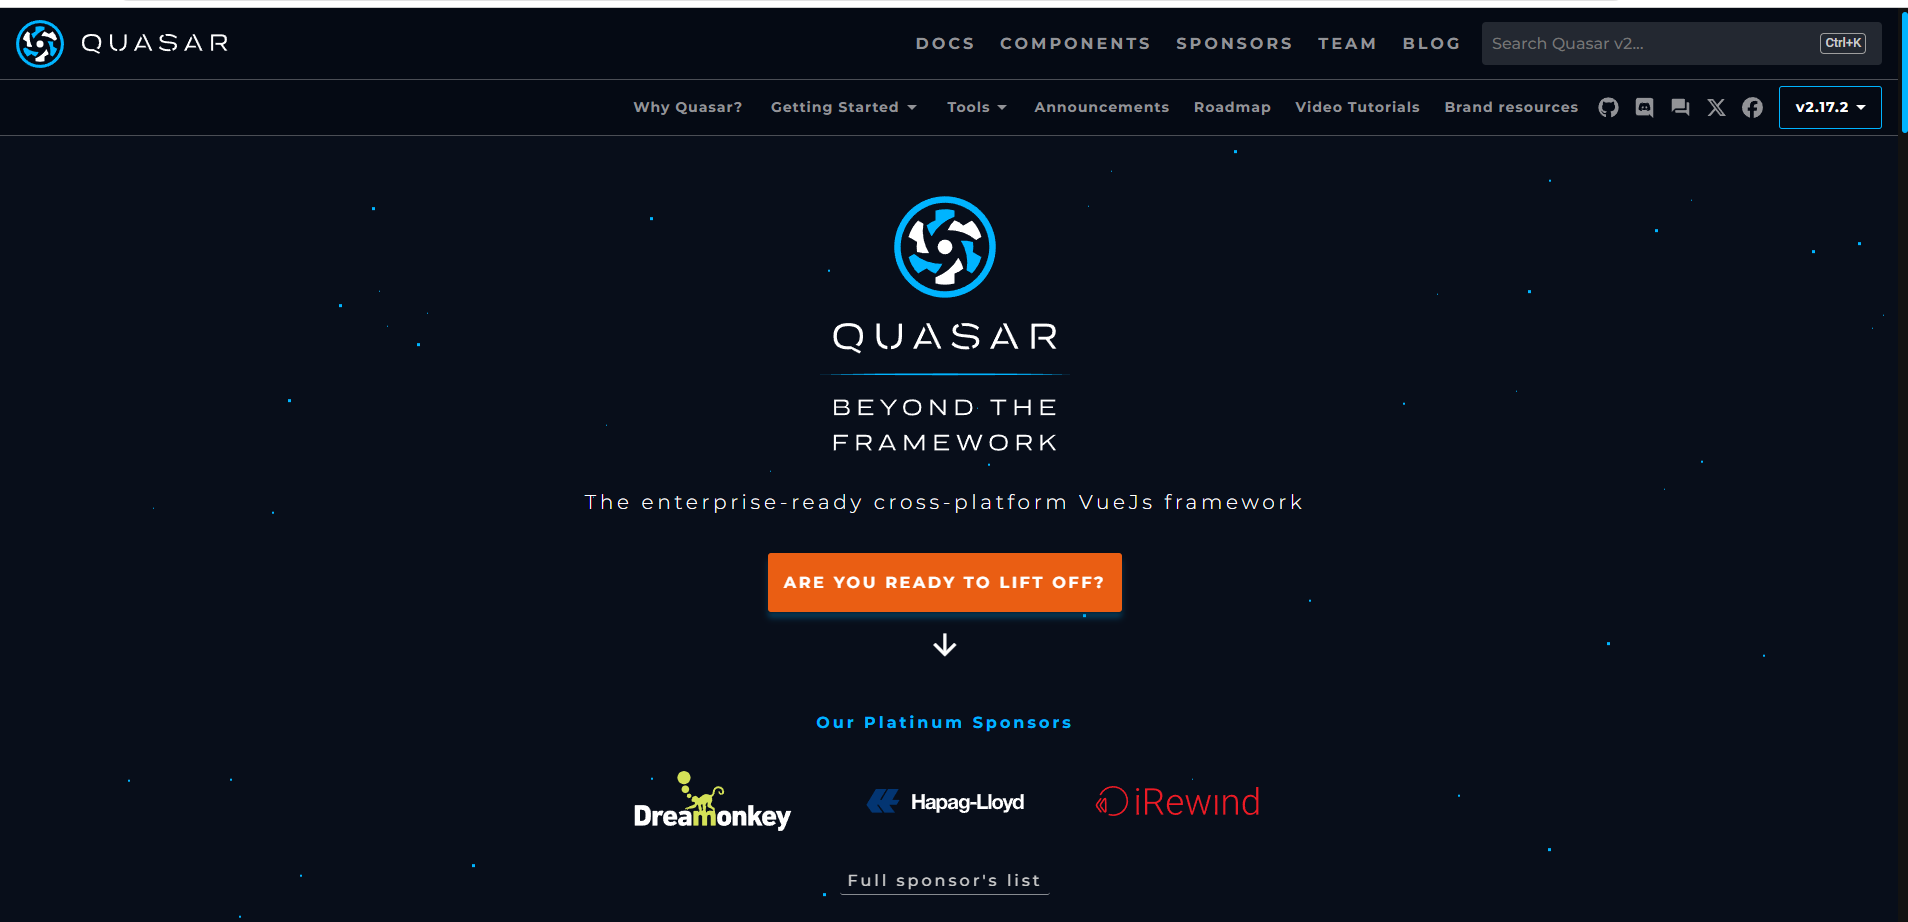 QUASAR
DOCS COMPONENTS SPONSORS TEAM BLOG Search Quasar v2... Ctrl+K
Why Quasar? Getting Started Tools Announcements Roadmap Video Tutorials Brand resources v2.17.2
QUASAR
BEYOND THE
FRAMEWORK
The enterprise-ready cross-platform VueJs framework
ARE YOU READY TO LIFT OFF?
Our Platinum Sponsors
Dreamonkey Hapag-Lloyd iRewind
Full sponsor's list